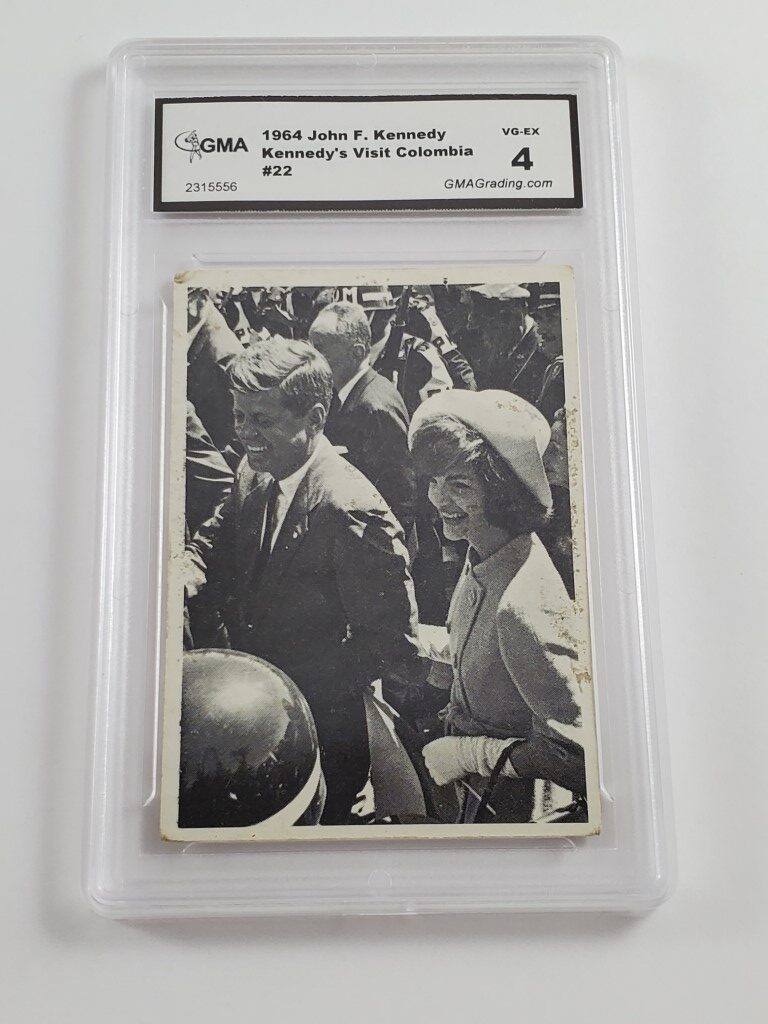 GMA
1964 John F. Kennedy
Kennedy's Visit Colombia
#22
2315556
VG-EX
4
GMAGrading.com
M